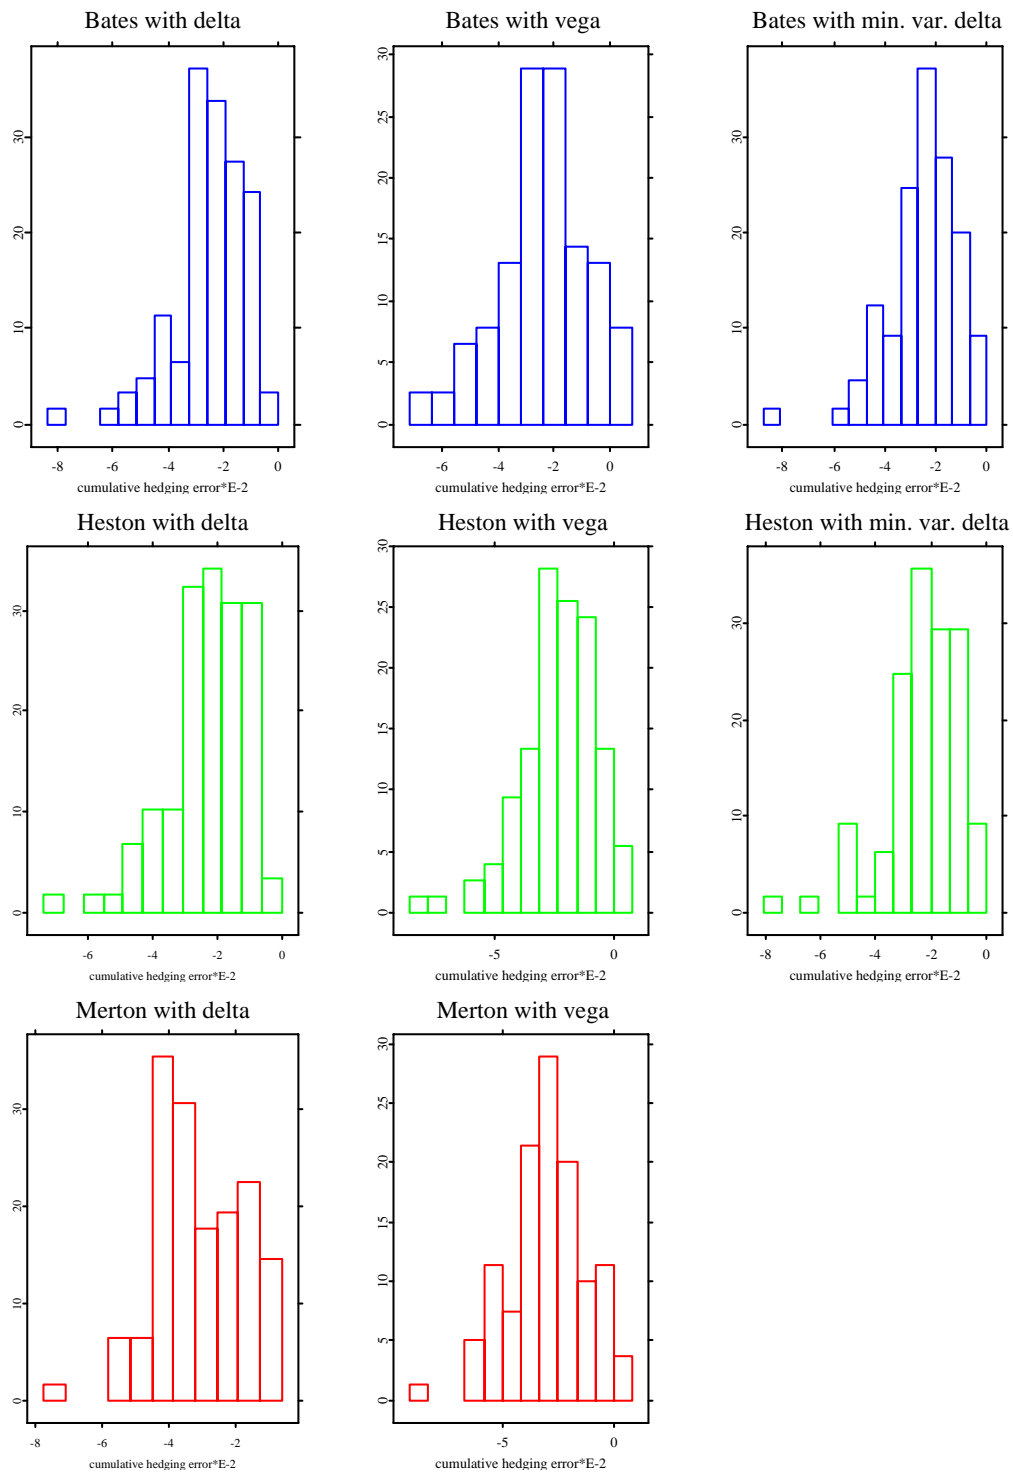 Bates with delta
Bates with vega
Bates with min. var. delta
0 10 20 30
0 5 10 15 20 25 30
0 10 20 30
-8 -6 -4 -2 0
-6 -4 -2 0
-8 -6 -4 -2 0
cumulative hedging error*E-2
cumulative hedging error*E-2
cumulative hedging error*E-2
Heston with delta
Heston with vega
Heston with min. var. delta
0 10 20 30
0 5 10 15 20 25 30
0 10 20 30
-6 -4 -2 0
-5 0
-8 -6 -4 -2 0
cumulative hedging error*E-2
cumulative hedging error*E-2
cumulative hedging error*E-2
Merton with delta
Merton with vega
0 10 20 30
0 5 10 15 20 25 30
-8 -6 -4 -2
-5 0
cumulative hedging error*E-2
cumulative hedging error*E-2